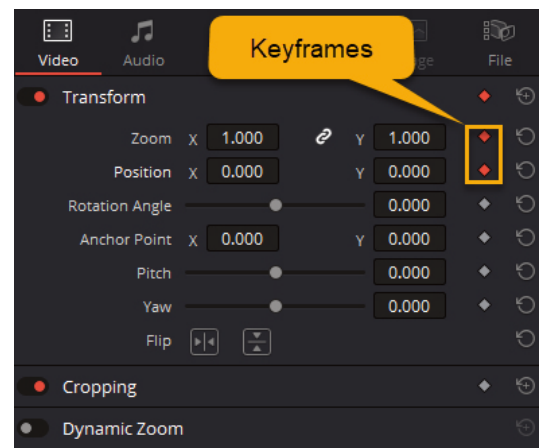 Keyframes
Video Audio File
Transform
Zoom X 1.000 Y 1.000
Position X 0.000 Y 0.000
Rotation Angle 0.000
Anchor Point X 0.000 Y 0.000
Pitch 0.000
Yaw 0.000
Flip
Cropping
Dynamic Zoom